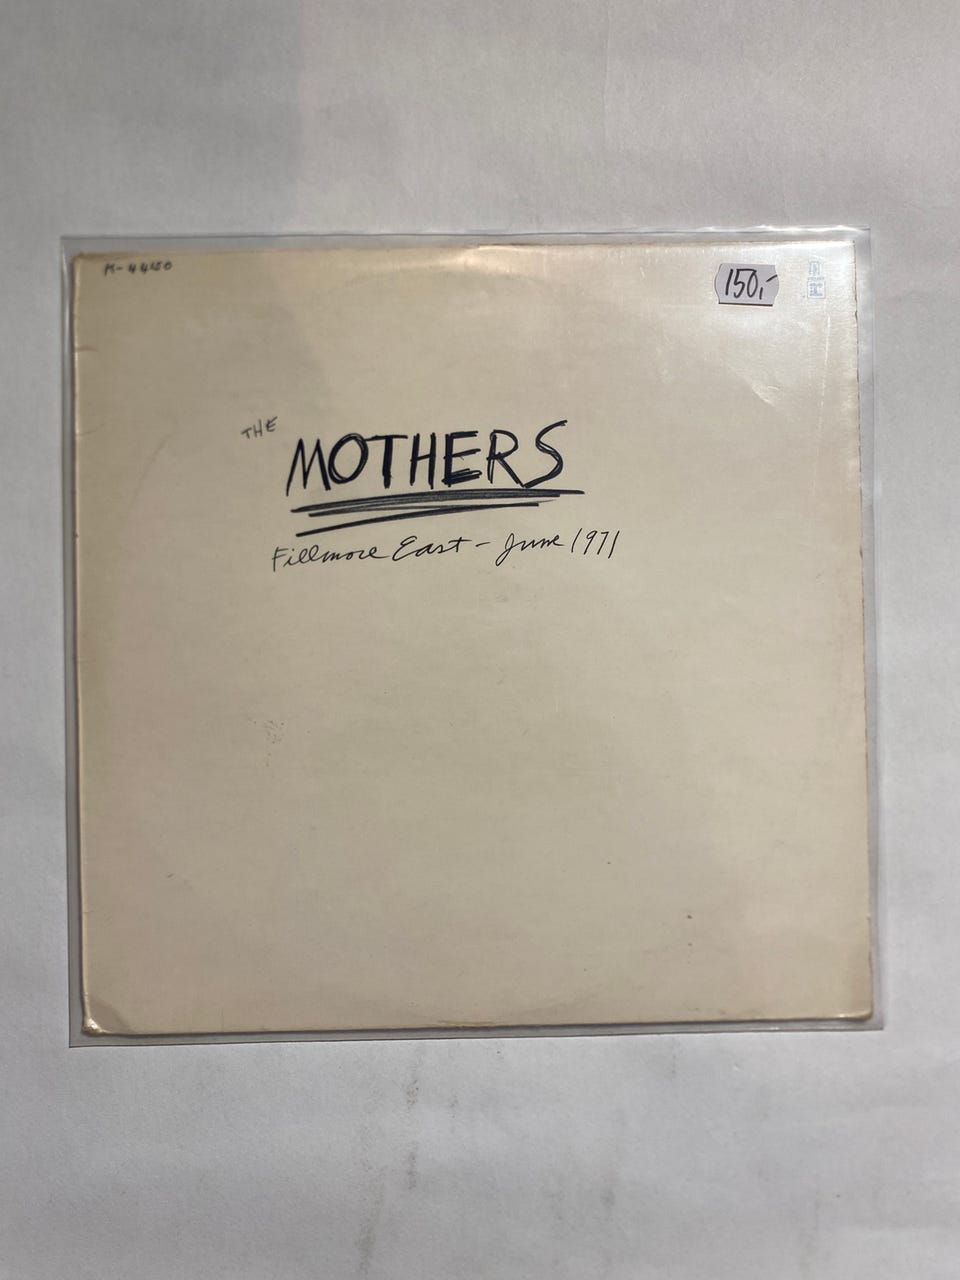 K-44150
150,-
THE
MOTHERS
Fillmore East - June 1971